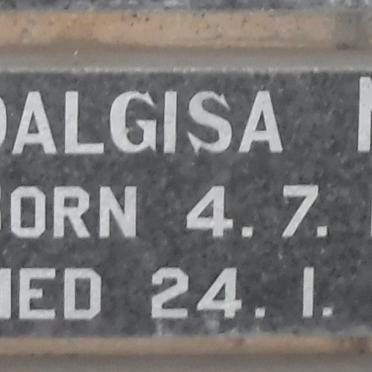 DALGISA
BORN 4.7.
DIED 24.1.